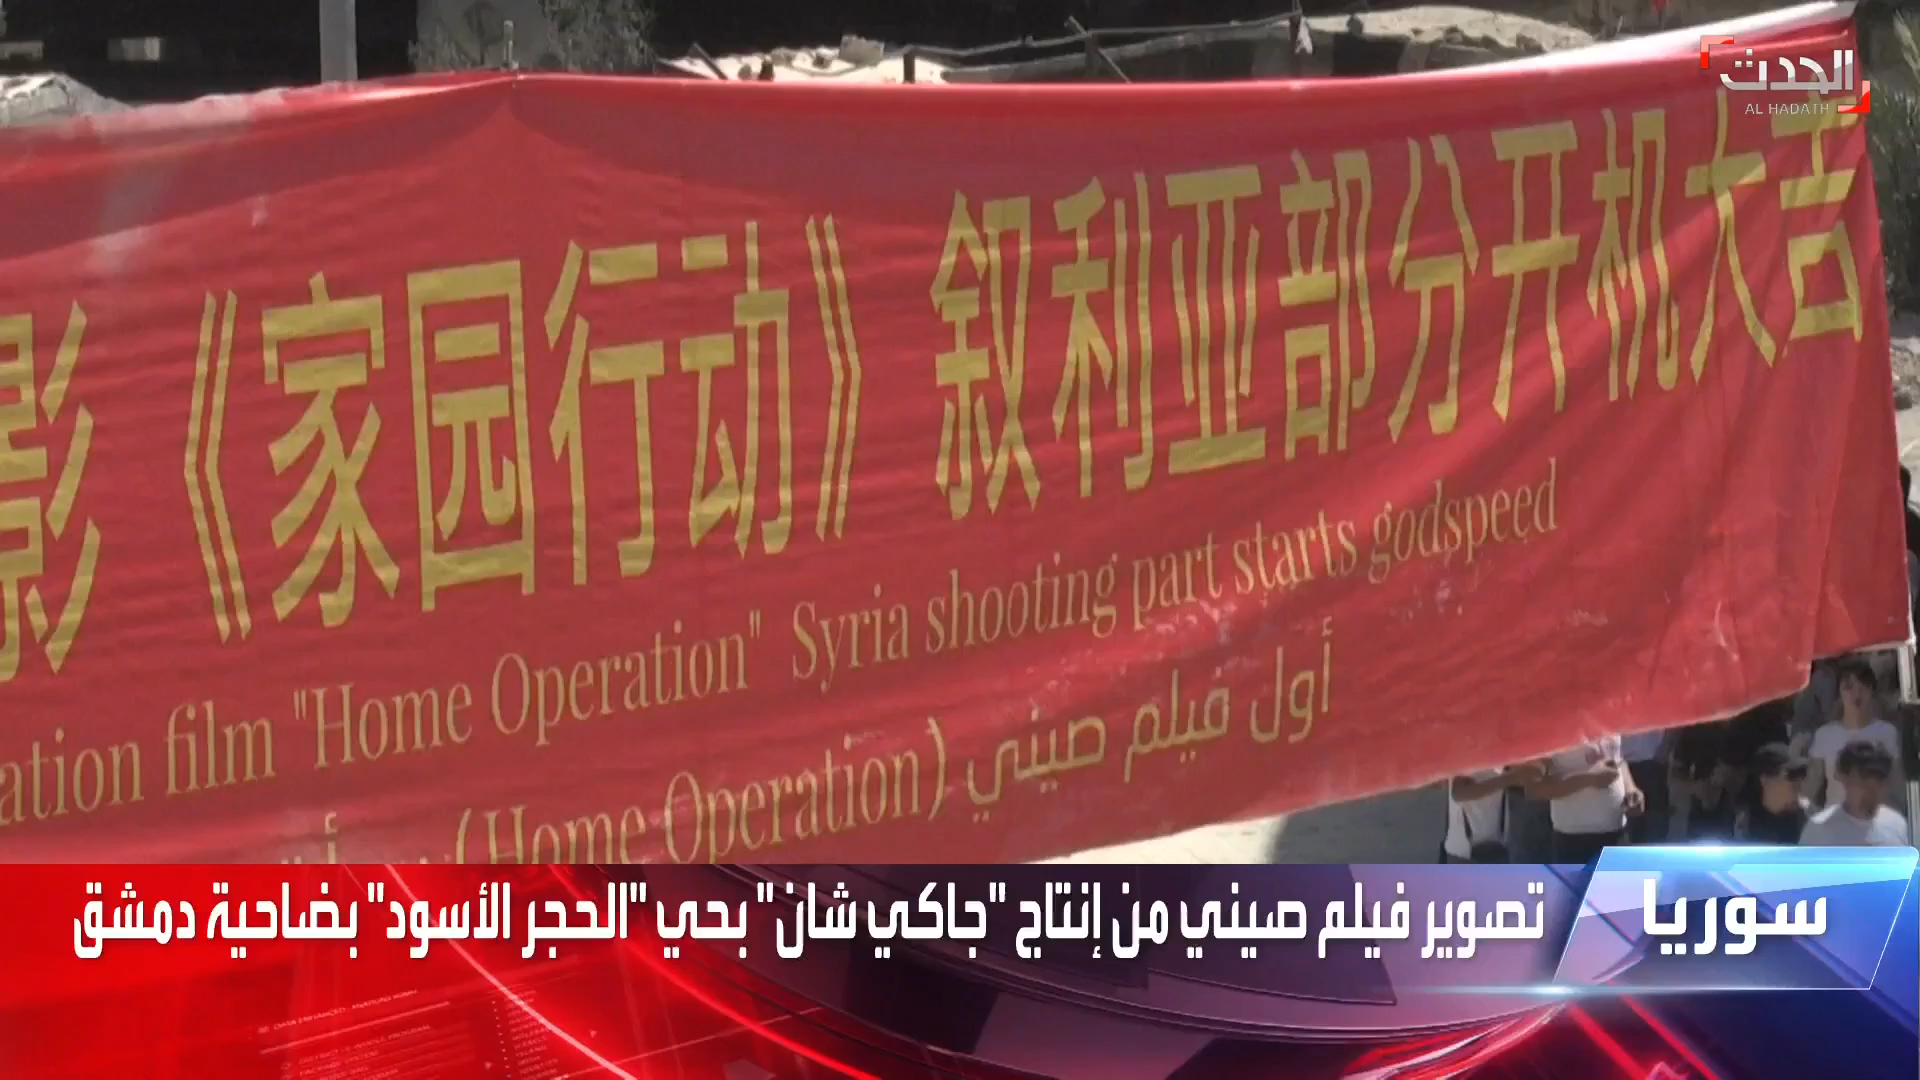 الحدث
AL HADATH
影《家园行动》叙利亚部分开机大吉
ation film "Home Operation" Syria shooting part starts godspeed
أول فيلم صيني (Home Operation)
سوريا
تصوير فيلم صيني من إنتاج "جاكي شان" بحي "الحجر الأسود" بضاحية دمشق